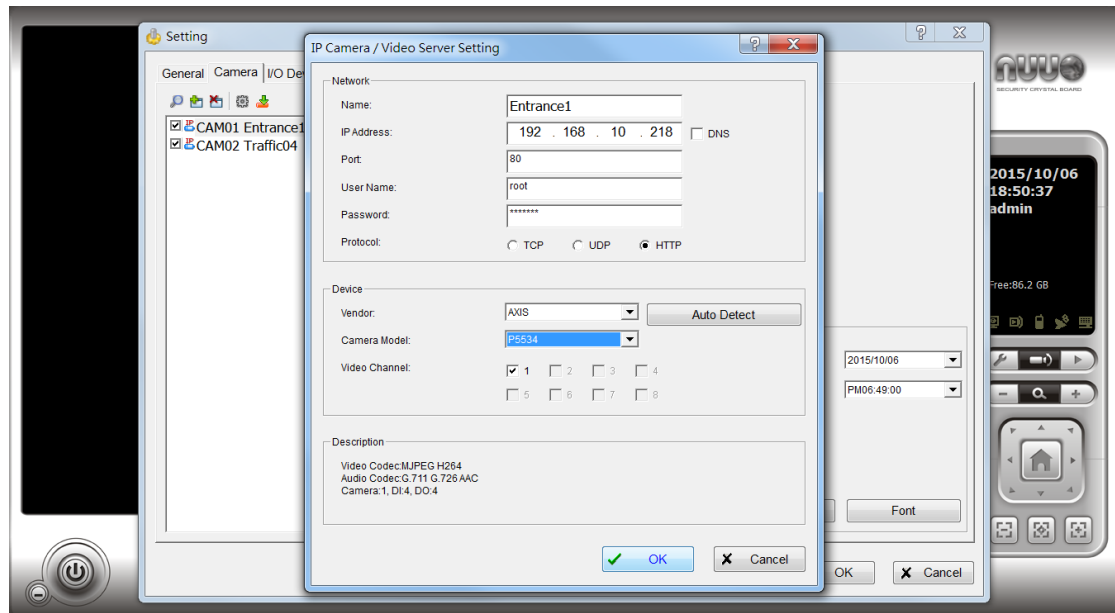 Setting
IP Camera / Video Server Setting
General Camera I/O De
nuuo
SECURITY CRYSTAL BOARD
CAM01 Entrance1
CAM02 Traffic04
Network
Name: Entrance1
IP Address: 192 . 168 . 10 . 218 DNS
Port: 80
User Name: root
Password: *******
Protocol: TCP UDP HTTP
Device
Vendor: AXIS Auto Detect
Camera Model: P5534
Video Channel: 1 2 3 4
5 6 7 8
Description
Video Codec:MJPEG H264
Audio Codec:G.711 G.726 AAC
Camera:1, DI:4, DO:4
OK Cancel
2015/10/06
PM06:49:00
Font
OK Cancel
2015/10/06
18:50:37
admin
Free:86.2 GB